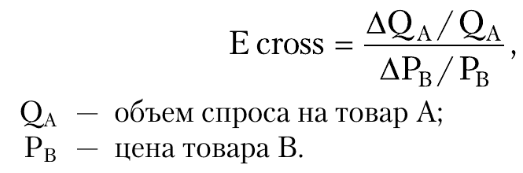 E cross = ΔQ_A / Q_A
ΔP_B / P_B ,
Q_A — объем спроса на товар А;
P_B — цена товара В.